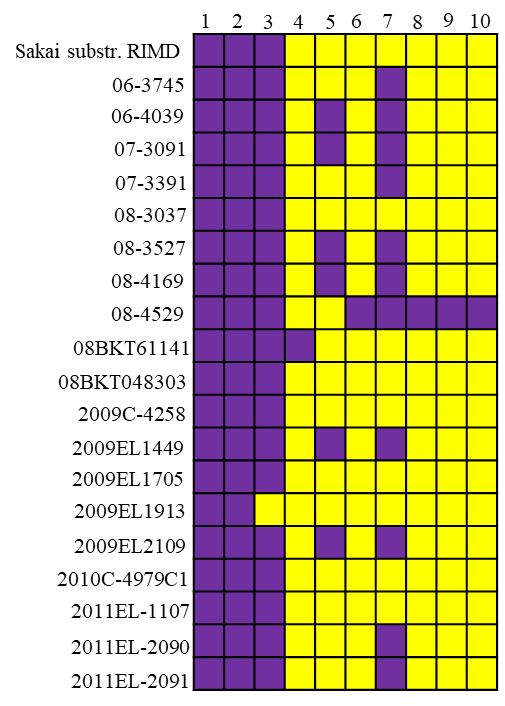 1 2 3 4 5 6 7 8 9 10
Sakai substr. RIMD
06-3745
06-4039
07-3091
07-3391
08-3037
08-3527
08-4169
08-4529
08BKT61141
08BKT048303
2009C-4258
2009EL1449
2009EL1705
2009EL1913
2009EL2109
2010C-4979C1
2011EL-1107
2011EL-2090
2011EL-2091